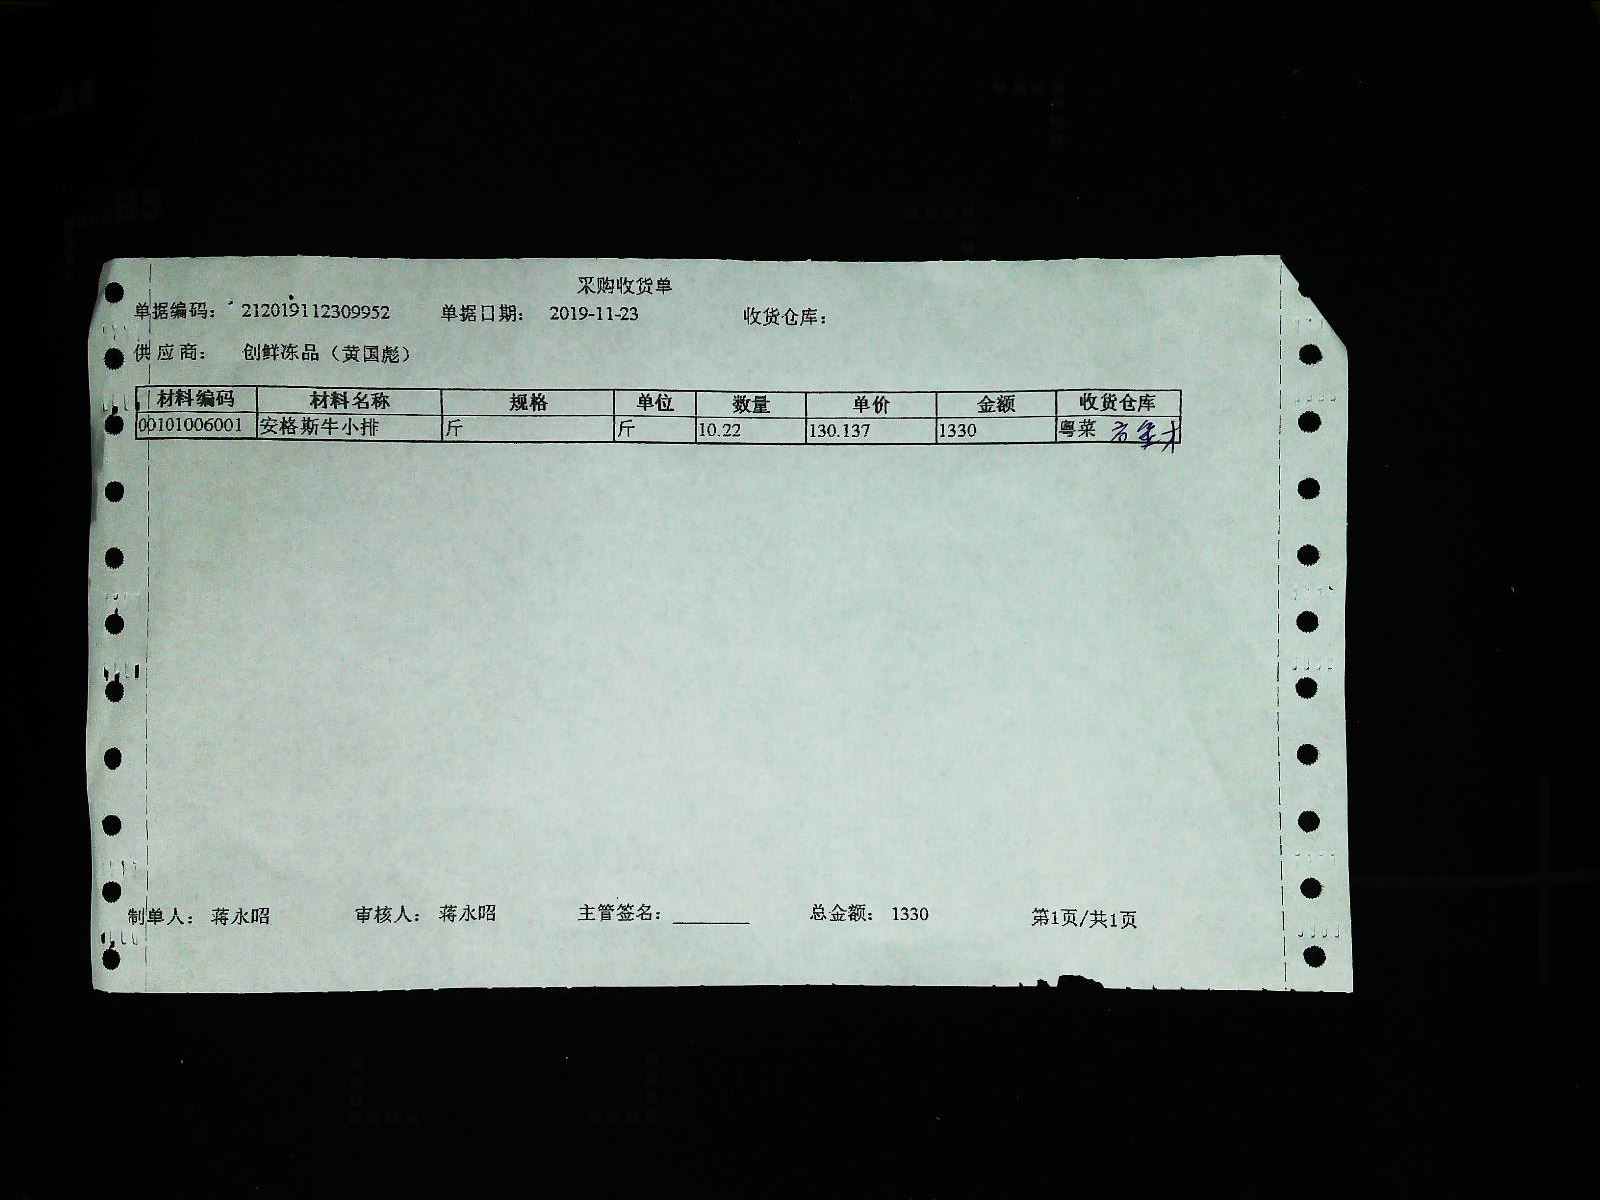 采购收货单
单据编码： 212019112309952 单据日期： 2019-11-23 收货仓库：
供应商： 创鲜冻品（黄国彪）
材料编码 材料名称 规格 单位 数量 单价 金额 收货仓库
00101006001 安格斯牛小排 斤 斤 10.22 130.137 1330 粤菜
制单人： 蒋永昭 审核人： 蒋永昭 主管签名： 总金额： 1330 第1页/共1页